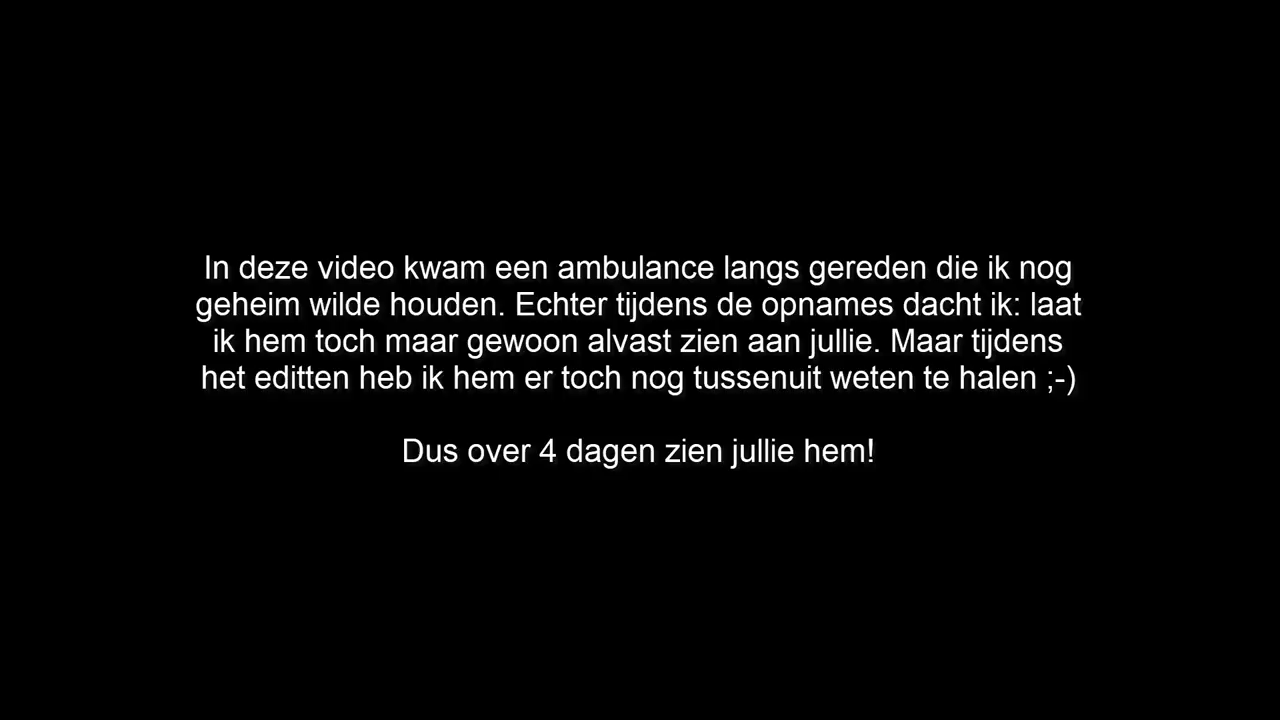 In deze video kwam een ambulance langs gereden die ik nog
geheim wilde houden. Echter tijdens de opnames dacht ik: laat
ik hem toch maar gewoon alvast zien aan jullie. Maar tijdens
het editten heb ik hem er toch nog tussenuit weten te halen ;-)
Dus over 4 dagen zien jullie hem!